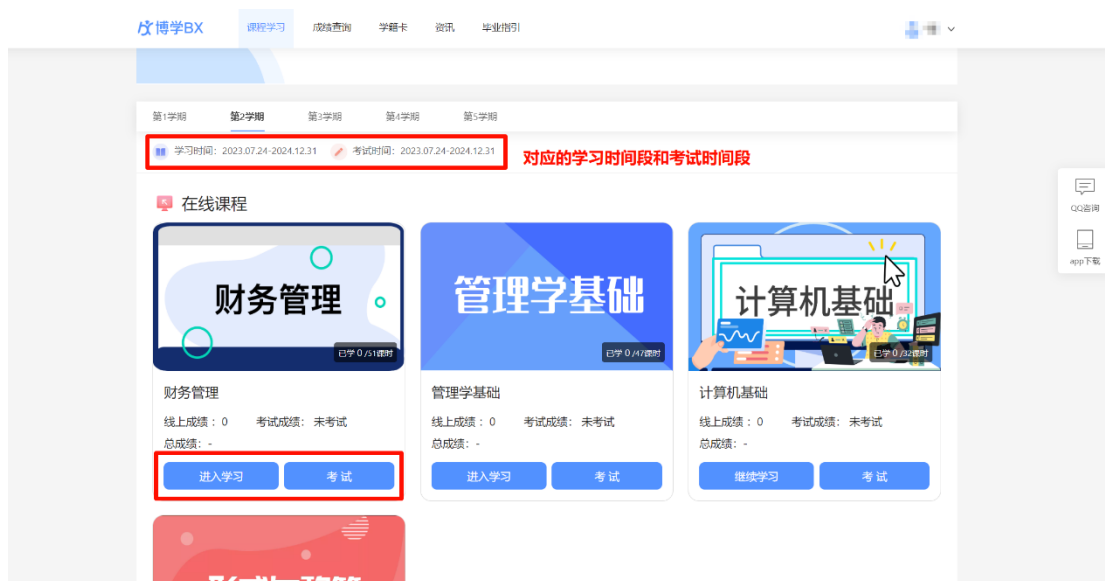 博学BX 课程学习 成绩查询 学籍卡 资讯 毕业指引
第1学期 第2学期 第3学期 第4学期 第5学期
学习时间：2023.07.24-2024.12.31 考试时间：2023.07.24-2024.12.31 对应的学习时间段和考试时间段
QQ咨询
app下载
在线课程
财务管理
已学 0 /51课时
财务管理
线上成绩：0 考试成绩：未考试
总成绩：-
进入学习 考 试
管理学基础
已学 0 /47课时
管理学基础
线上成绩：0 考试成绩：未考试
总成绩：-
进入学习 考 试
计算机基础
已学 0 /32课时
计算机基础
线上成绩：0 考试成绩：未考试
总成绩：-
继续学习 考 试